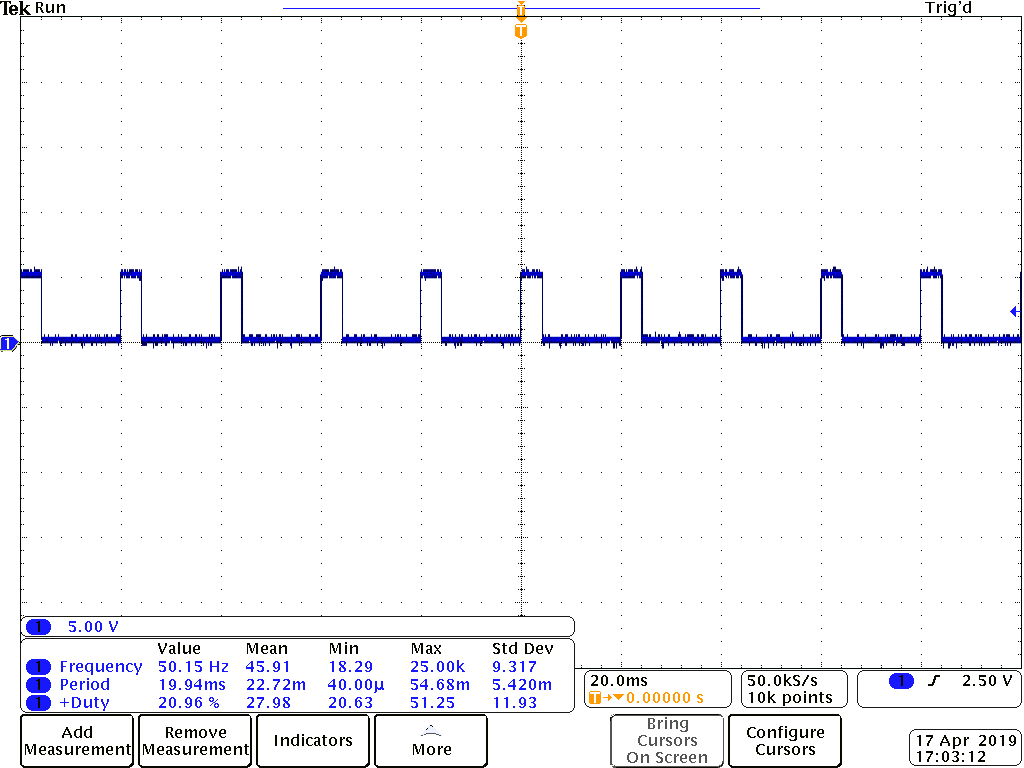 Tek Run Trig'd
T
T
1
1 5.00 V
Value Mean Min Max Std Dev
1 Frequency 50.15 Hz 45.91 18.29 25.00k 9.317
1 Period 19.94ms 22.72m 40.00µ 54.68m 5.420m
1 +Duty 20.96 % 27.98 20.63 51.25 11.93
20.0ms
T→▼0.00000 s
50.0kS/s
10k points
1 2.50 V
Add
Measurement
Remove
Measurement
Indicators
More
Bring
Cursors
On Screen
Configure
Cursors
17 Apr 2019
17:03:12